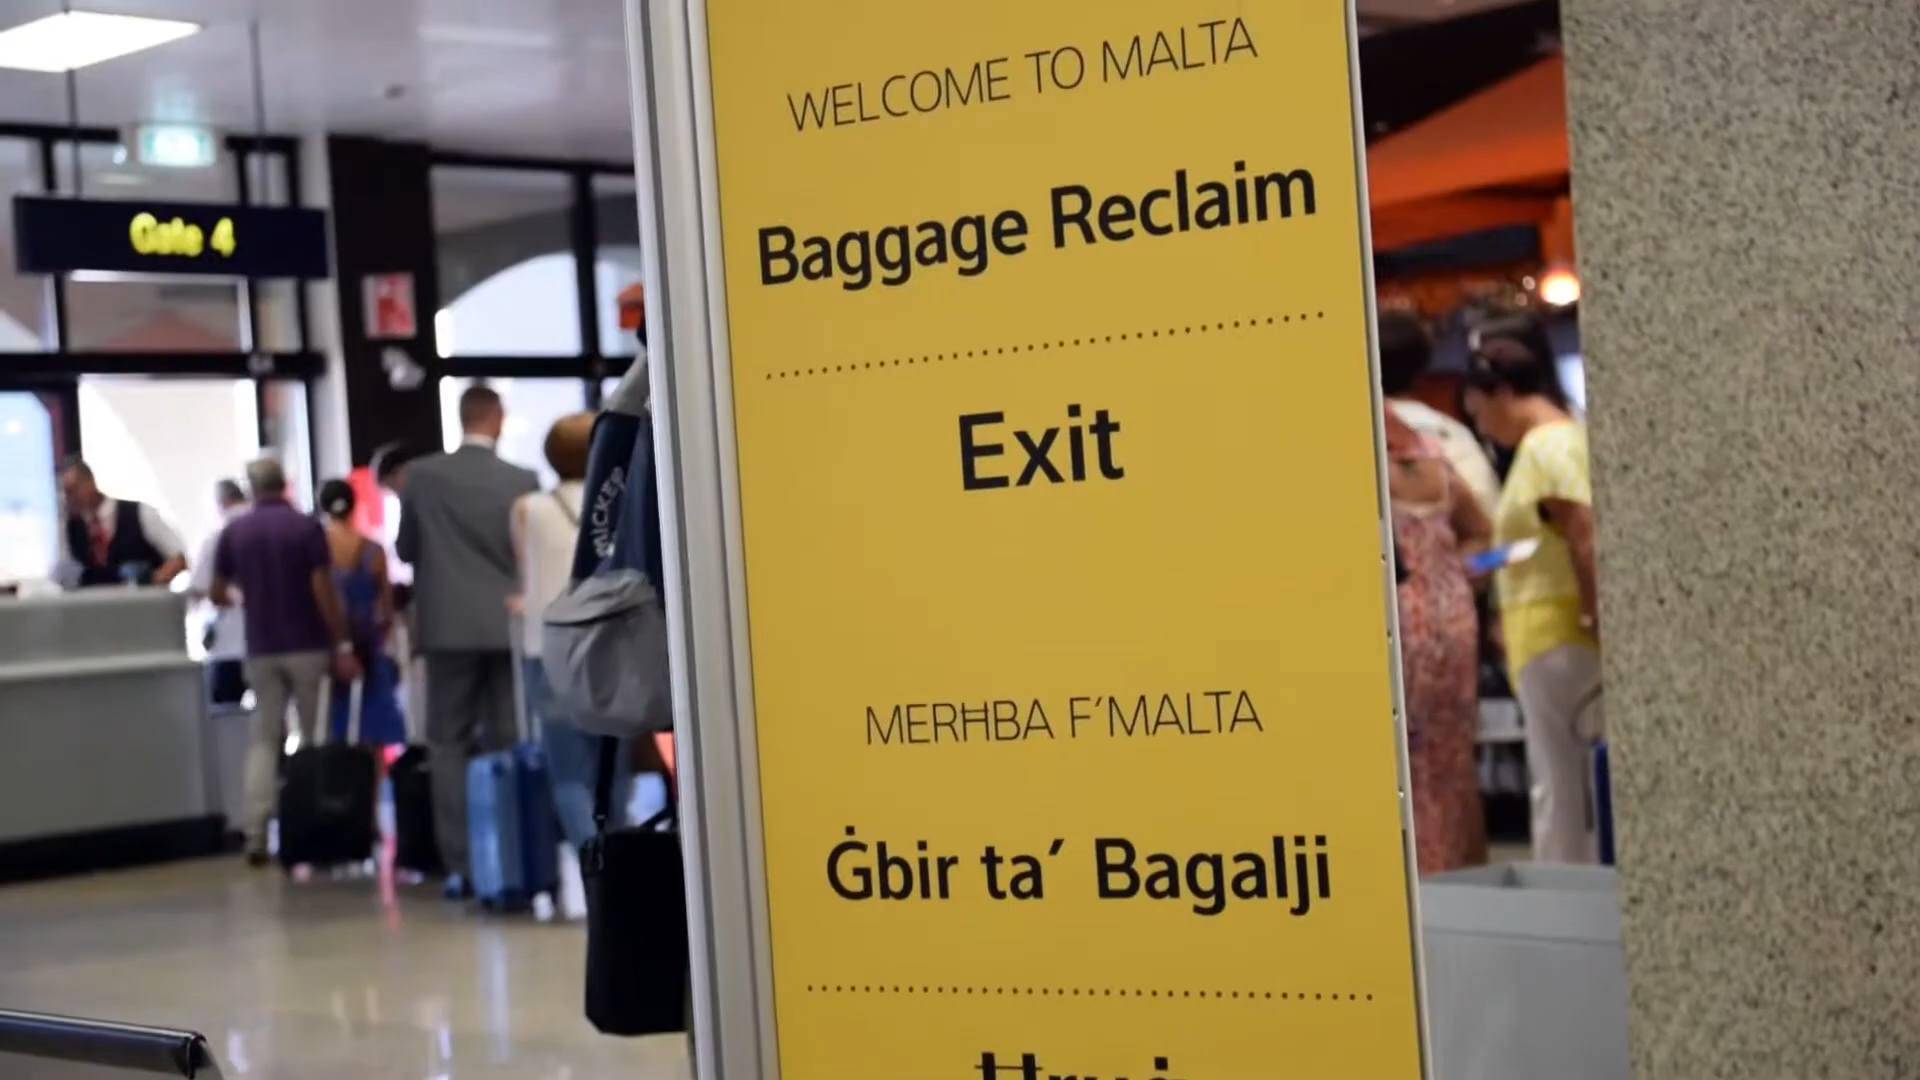 WELCOME TO MALTA
Baggage Reclaim
Exit
MERĦBA F´MALTA
Ġbir ta´ Bagalji
Gate 4